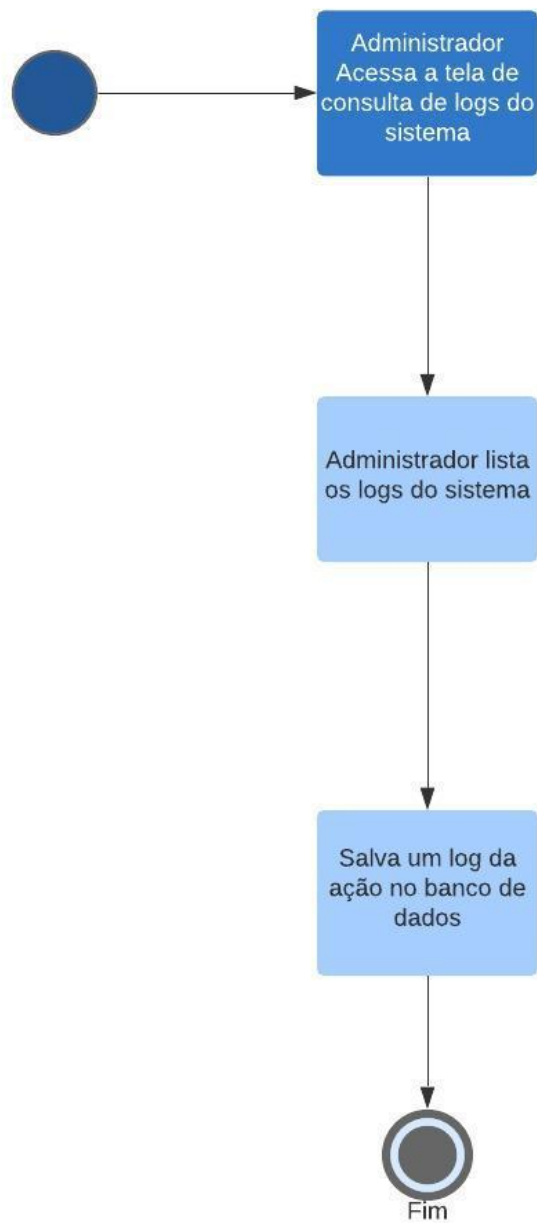 Administrador
Acessa a tela de
consulta de logs do
sistema
Administrador lista
os logs do sistema
Salva um log da
ação no banco de
dados
Fim